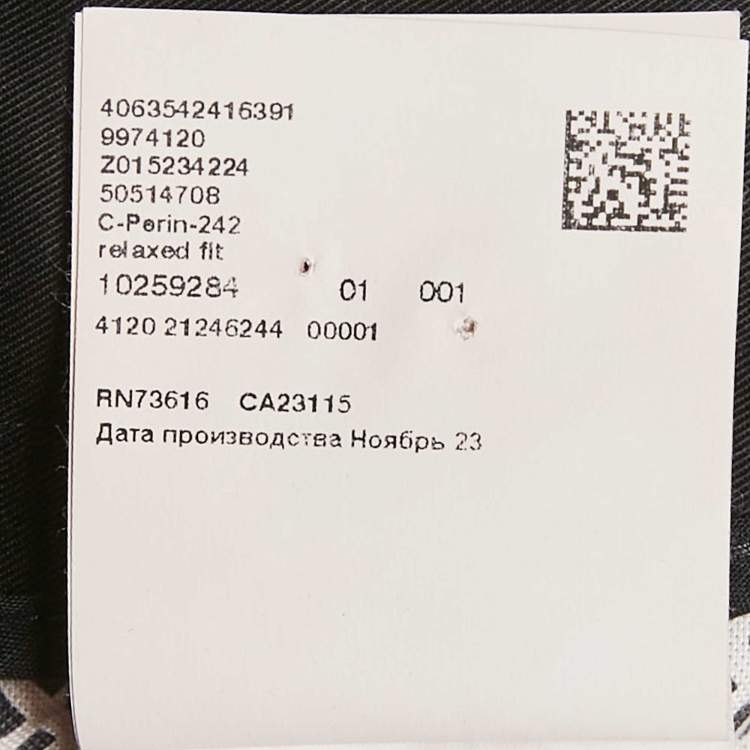 4063542416391
9974120
Z015234224
50514708
C-Perin-242
relaxed fit
10259284 01 001
4120 21246244 00001
RN73616 CA23115
Дата производства Ноябрь 23